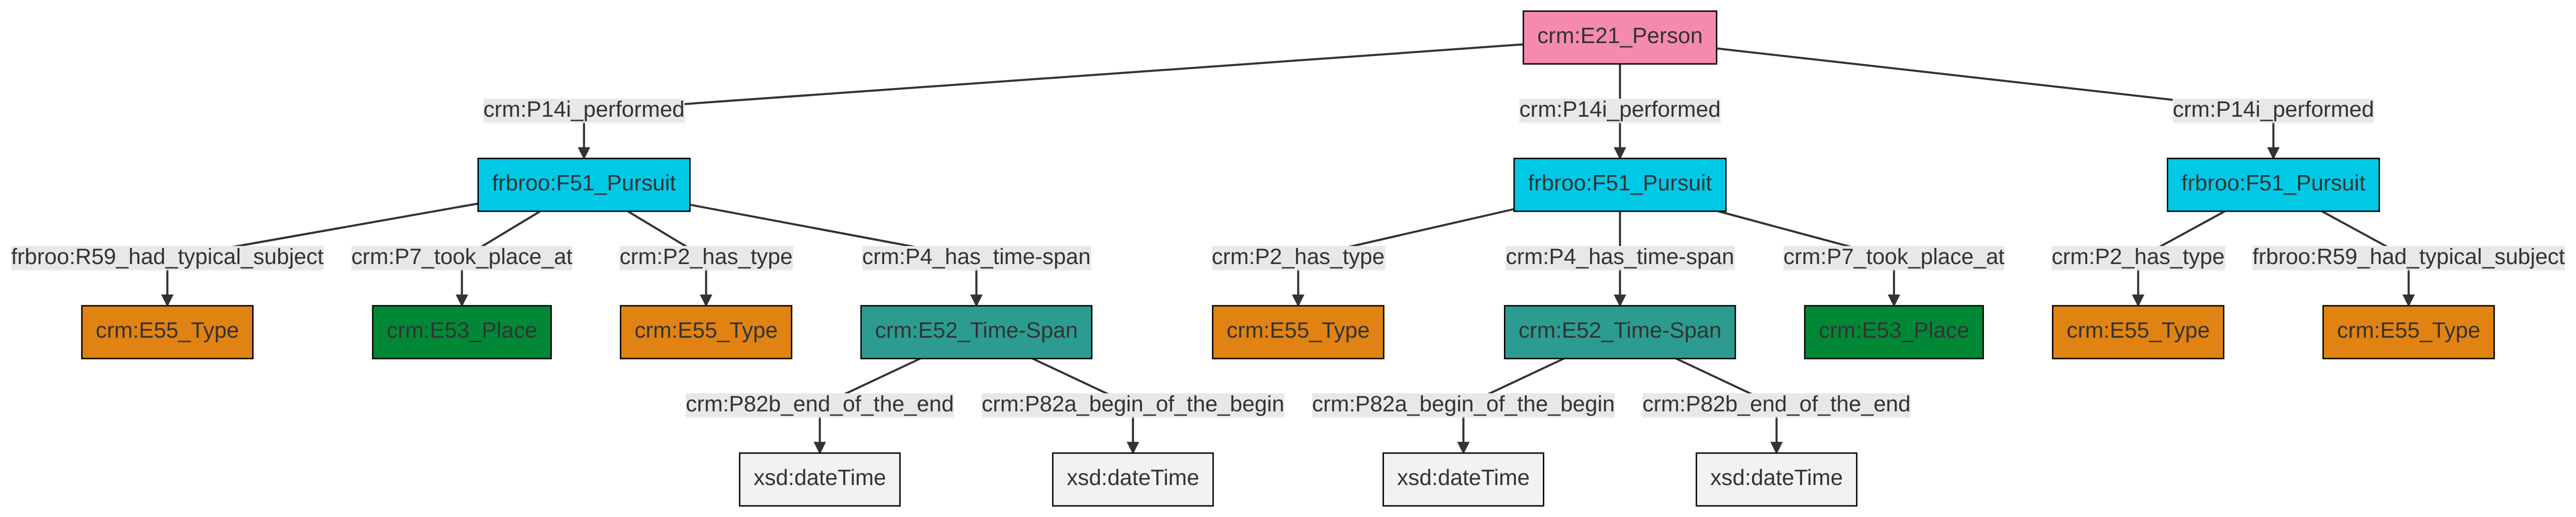 crm:E21_Person
crm:P14i_performed
crm:P14i_performed
crm:P14i_performed
frbroo:F51_Pursuit
frbroo:F51_Pursuit
frbroo:F51_Pursuit
frbroo:R59_had_typical_subject
crm:P7_took_place_at
crm:P2_has_type
crm:P4_has_time-span
crm:P2_has_type
crm:P4_has_time-span
crm:P7_took_place_at
crm:P2_has_type
frbroo:R59_had_typical_subject
crm:E55_Type
crm:E53_Place
crm:E55_Type
crm:E52_Time-Span
crm:E55_Type
crm:E52_Time-Span
crm:E53_Place
crm:E55_Type
crm:E55_Type
crm:P82b_end_of_the_end
crm:P82a_begin_of_the_begin
crm:P82a_begin_of_the_begin
crm:P82b_end_of_the_end
xsd:dateTime
xsd:dateTime
xsd:dateTime
xsd:dateTime